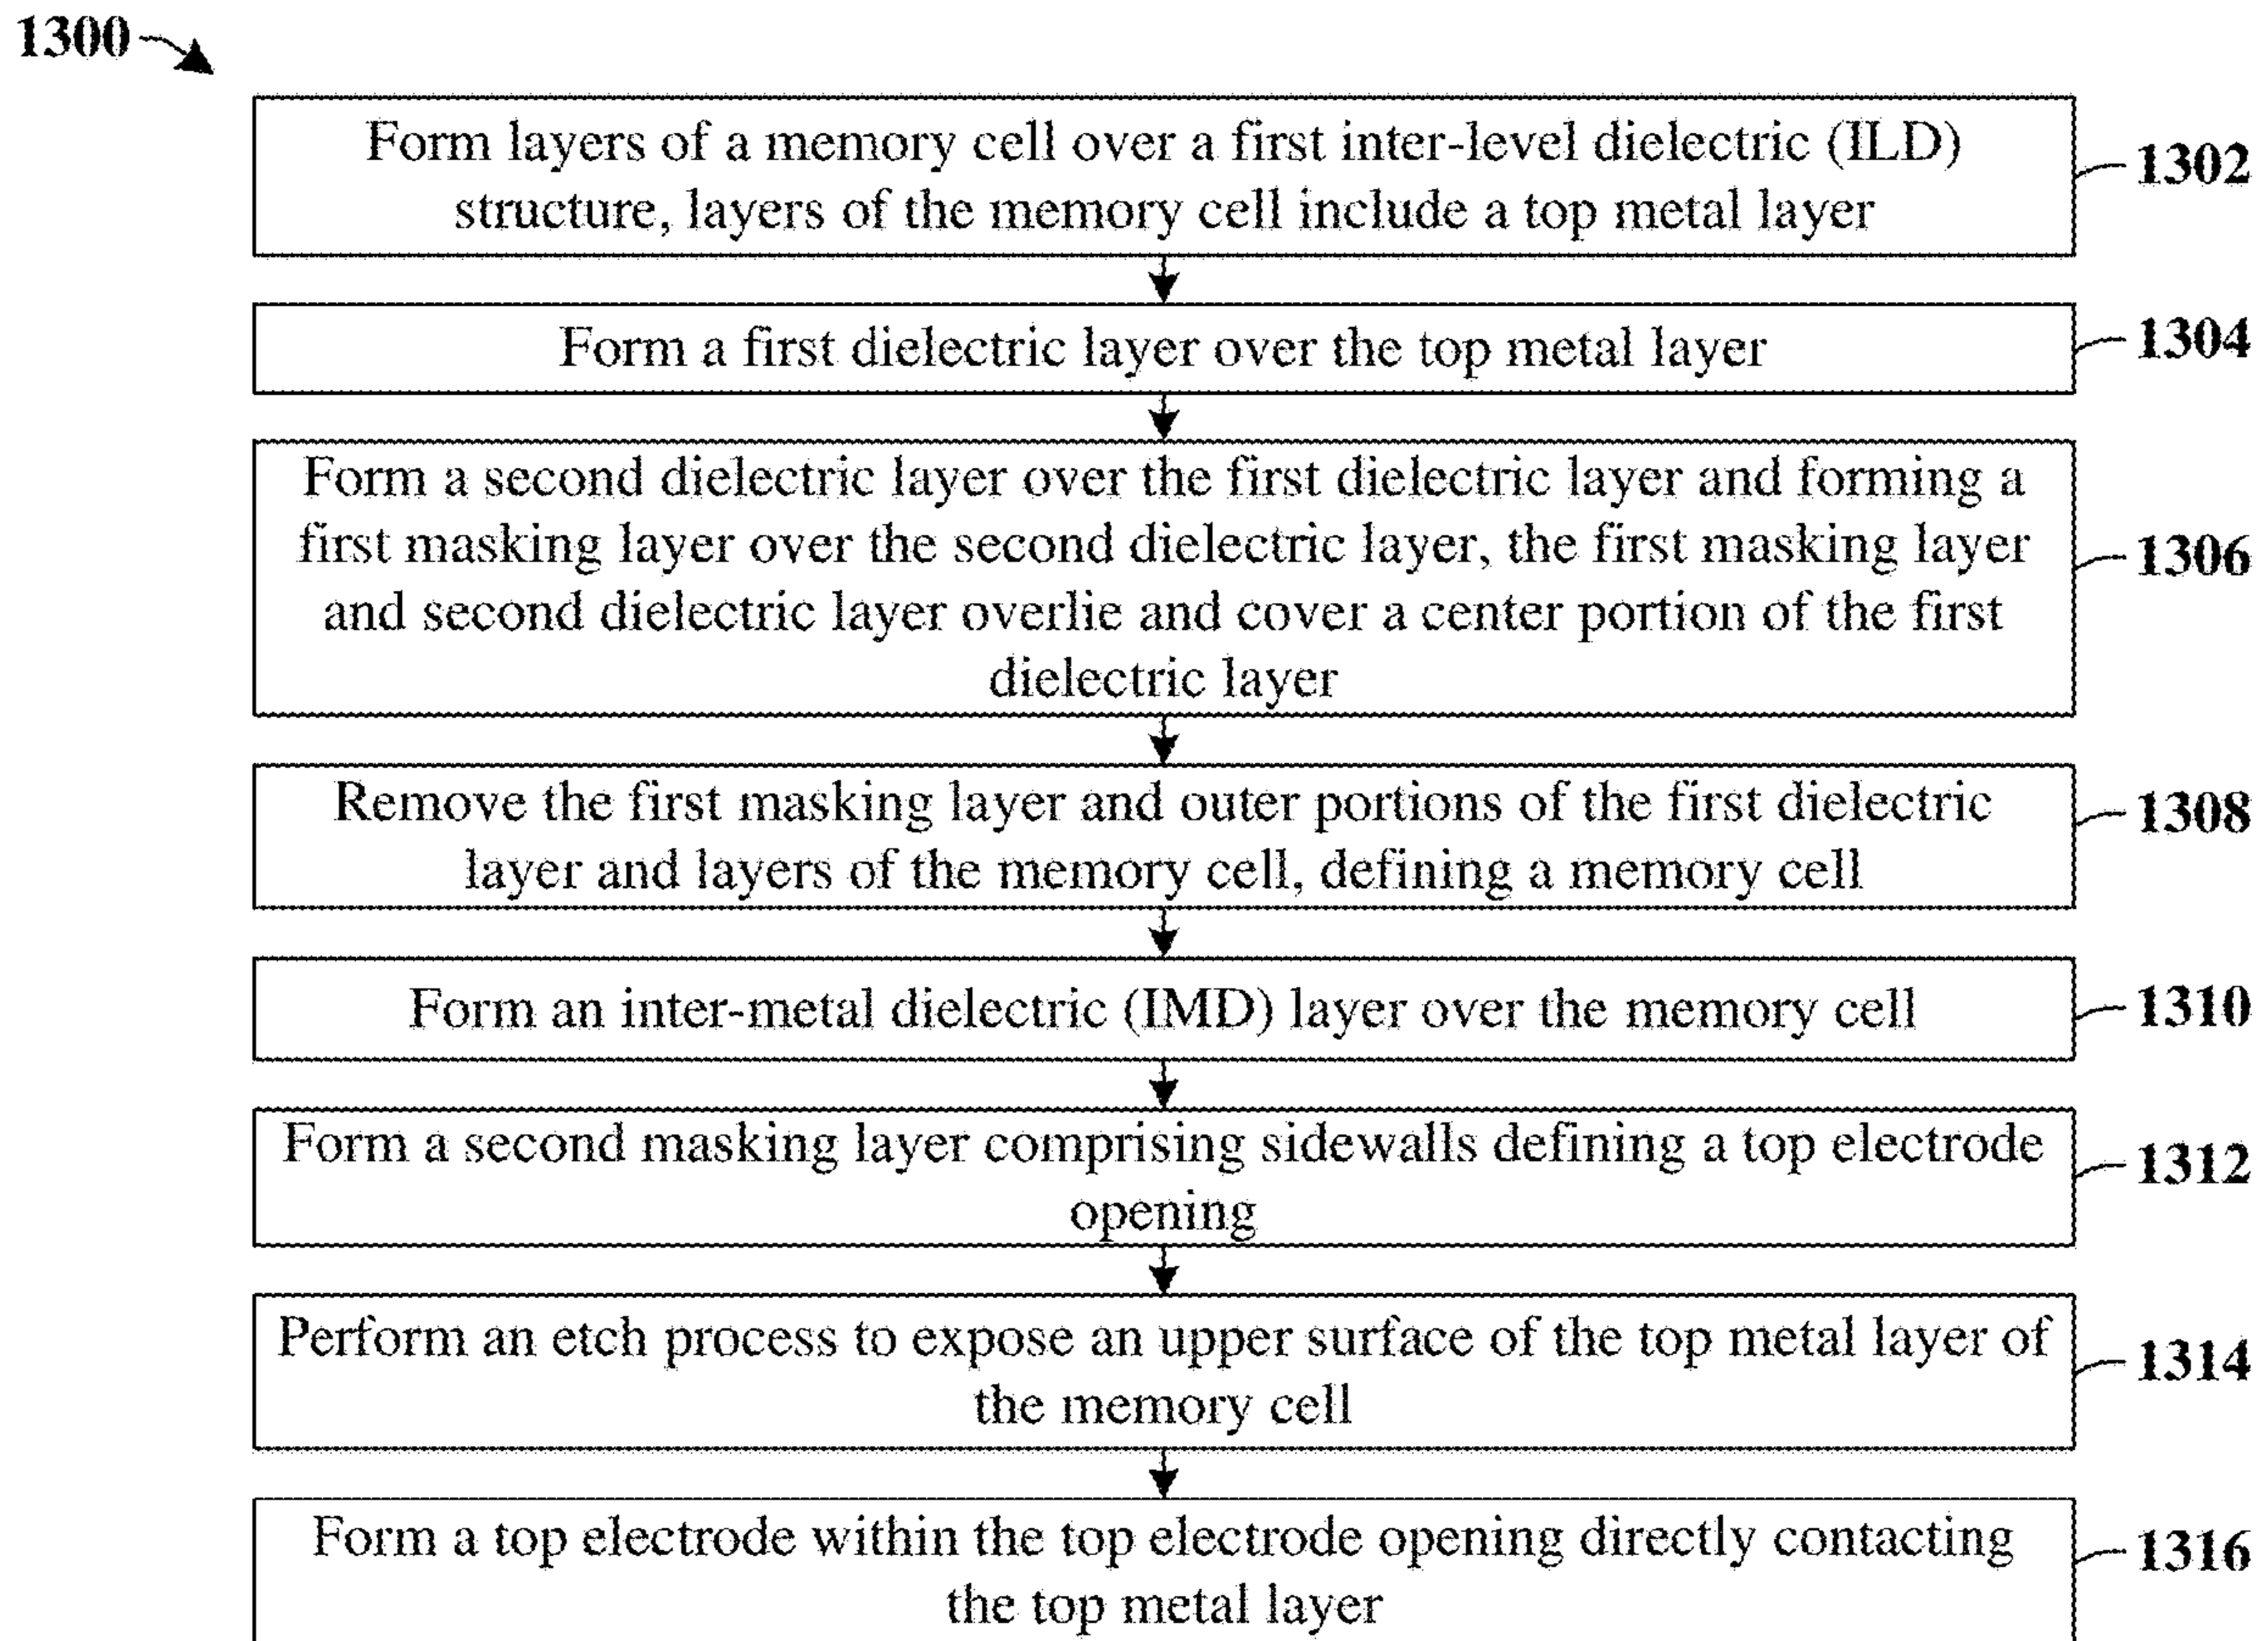 1300
Form layers of a memory cell over a first inter-level dielectric (ILD)
structure, layers of the memory cell include a top metal layer
1302
Form a first dielectric layer over the top metal layer
1304
Form a second dielectric layer over the first dielectric layer and forming a
first masking layer over the second dielectric layer, the first masking layer
and second dielectric layer overlie and cover a center portion of the first
dielectric layer
1306
Remove the first masking layer and outer portions of the first dielectric
layer and layers of the memory cell, defining a memory cell
1308
Form an inter-metal dielectric (IMD) layer over the memory cell
1310
Form a second masking layer comprising sidewalls defining a top electrode
opening
1312
Perform an etch process to expose an upper surface of the top metal layer of
the memory cell
1314
Form a top electrode within the top electrode opening directly contacting
the top metal layer
1316